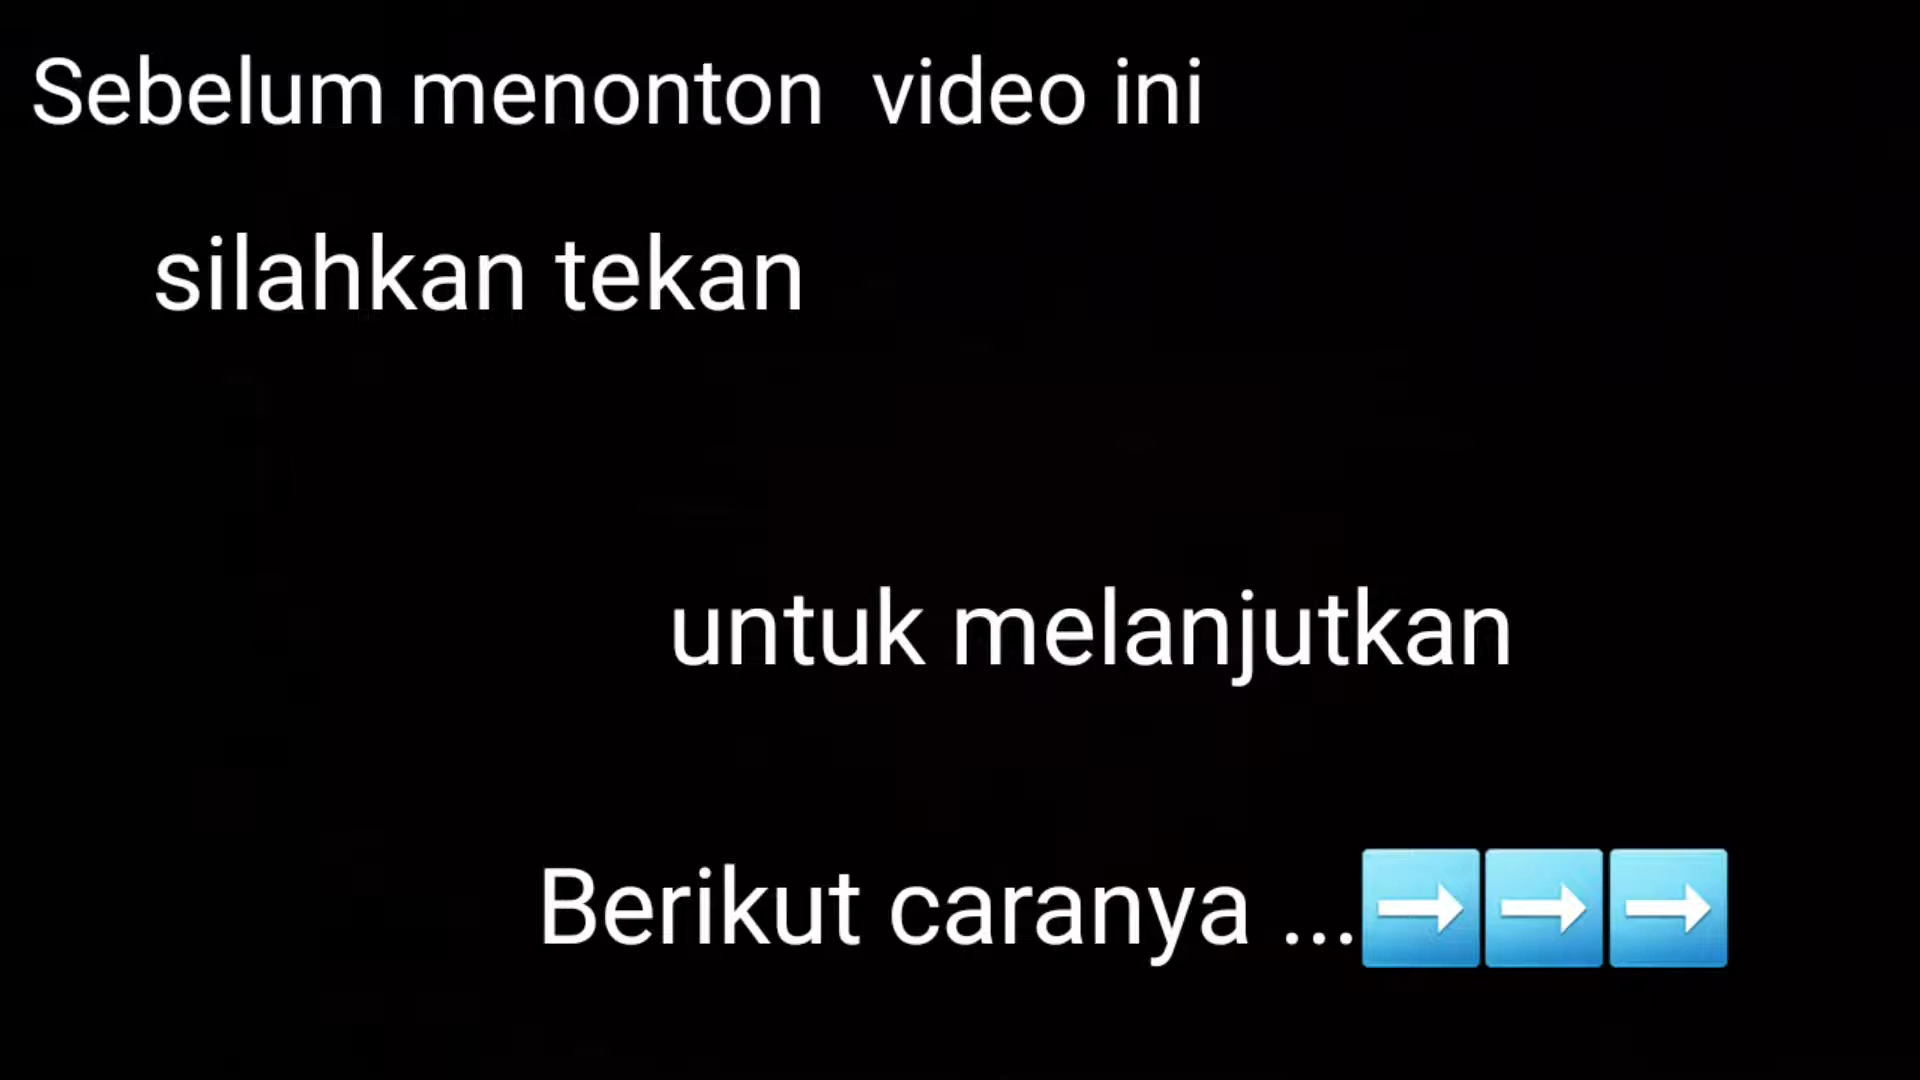 Sebelum menonton video ini
silahkan tekan
untuk melanjutkan
Berikut caranya ...➡➡➡